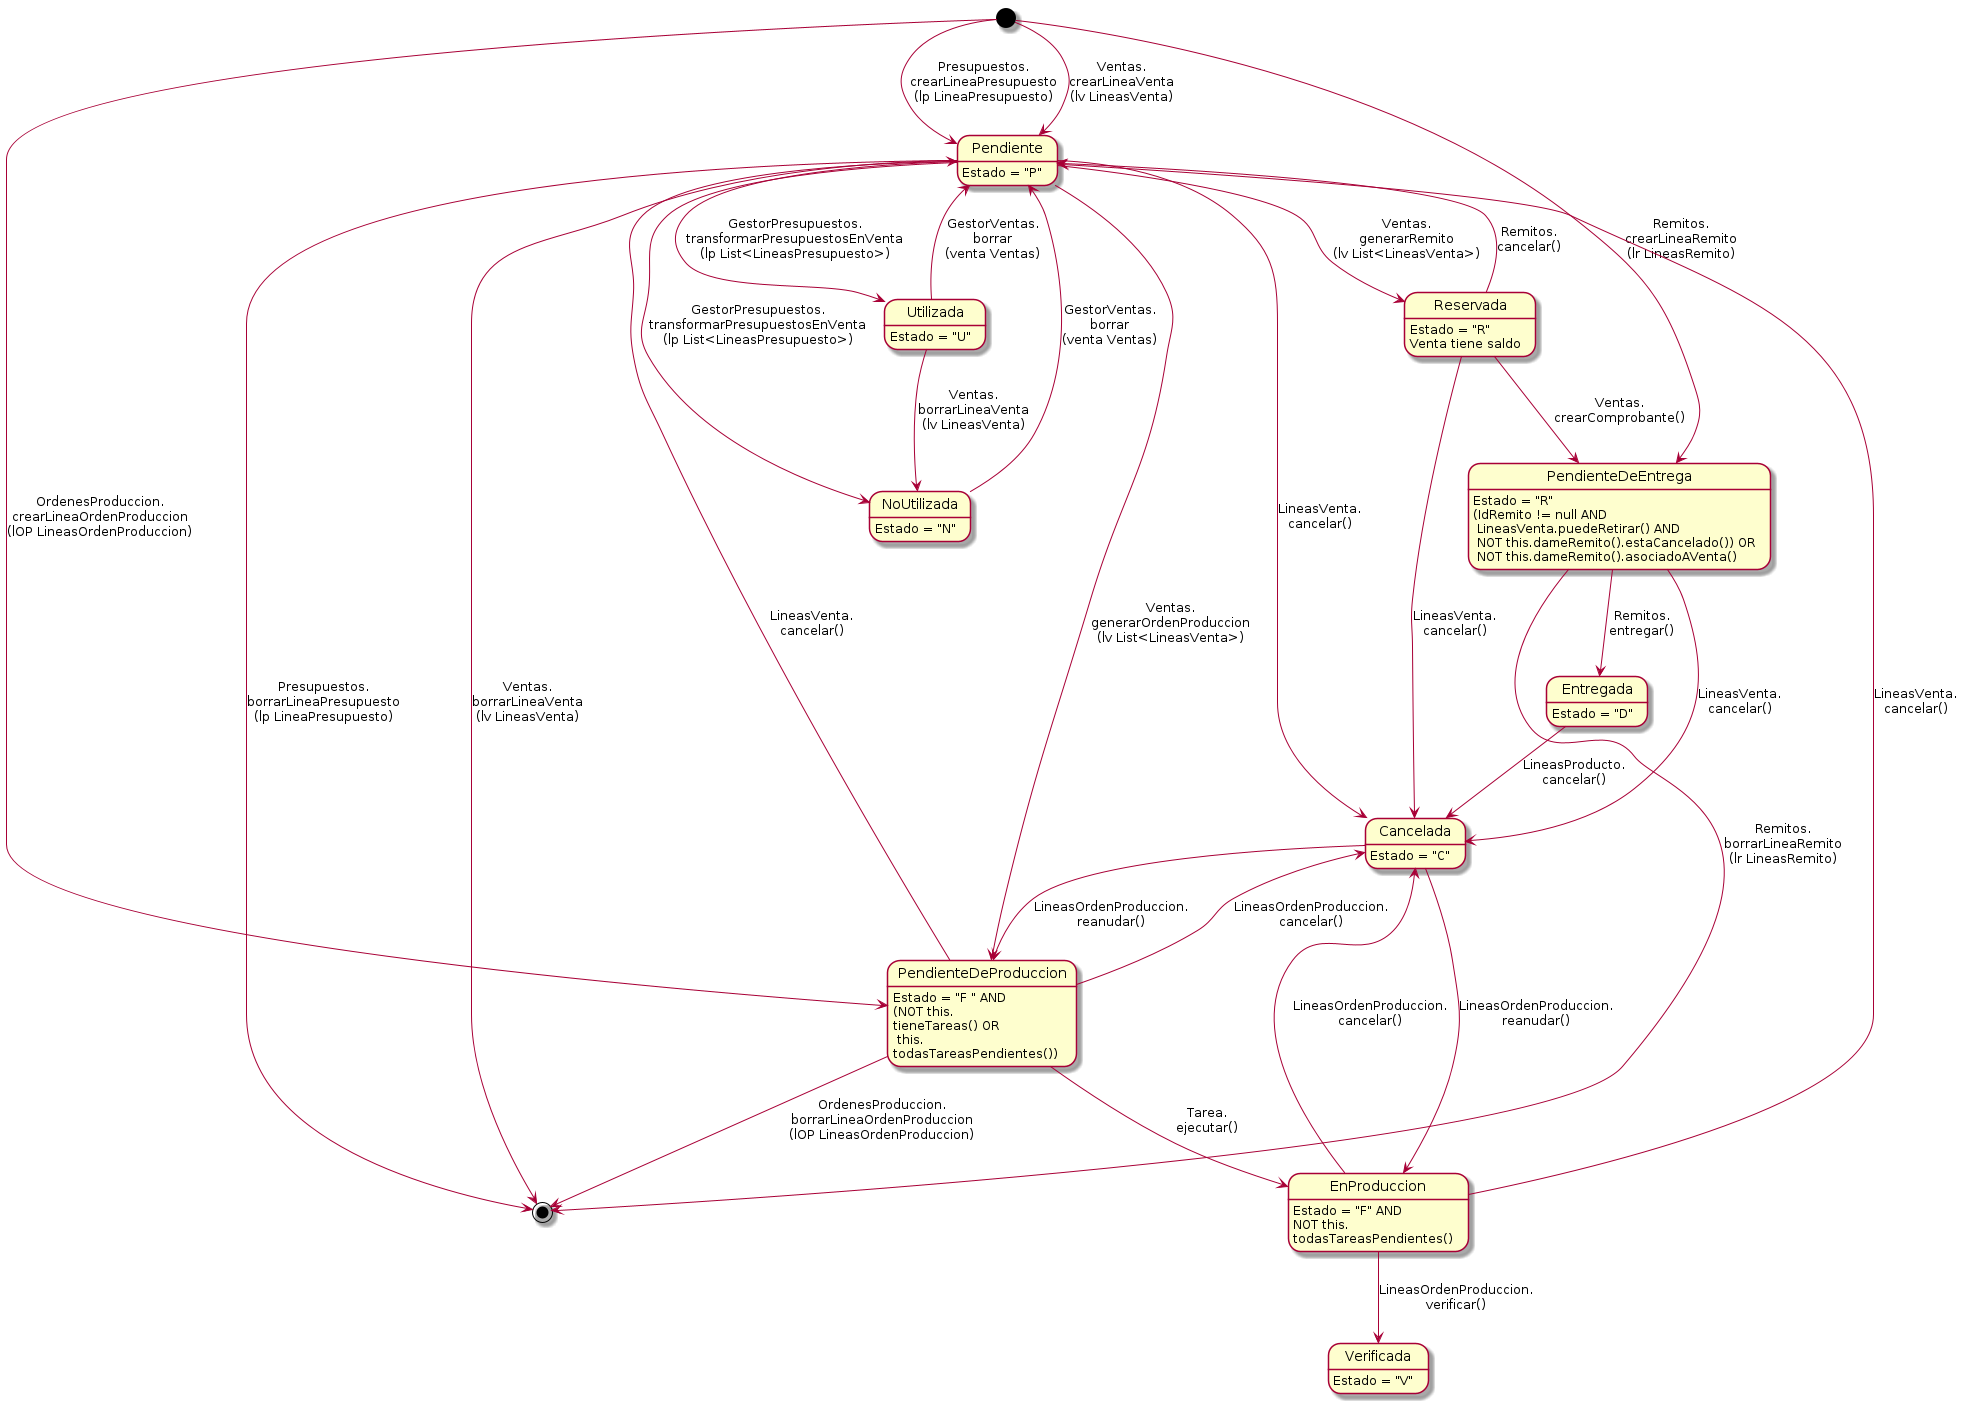 Presupuestos.
crearLineaPresupuesto
(lp LineaPresupuesto)
Ventas.
crearLineaVenta
(lv LineasVenta)
Pendiente
Estado = "P"
GestorPresupuestos.
transformarPresupuestosEnVenta
(lp List<LineasPresupuesto>)
GestorVentas.
borrar
(venta Ventas)
Ventas.
generarRemito
(lv List<LineasVenta>)
Remitos.
cancelar()
Remitos.
crearLineaRemito
(lr LineasRemito)
GestorPresupuestos.
transformarPresupuestosEnVenta
(lp List<LineasPresupuesto>)
Utilizada
Estado = "U"
GestorVentas.
borrar
(venta Ventas)
Reservada
Estado = "R"
Venta tiene saldo
Ventas.
borrarLineaVenta
(lv LineasVenta)
Ventas.
crearComprobante()
OrdenesProduccion.
crearLineaOrdenProduccion
(lOP LineasOrdenProduccion)
NoUtilizada
Estado = "N"
LineasVenta.
cancelar()
PendienteDeEntrega
Estado = "R"
(IdRemito != null AND
LineasVenta.puedeRetirar() AND
NOT this.dameRemito().estaCancelado()) OR
NOT this.dameRemito().asociadoAVenta()
LineasVenta.
cancelar()
Ventas.
generarOrdenProduccion
(lv List<LineasVenta>)
LineasVenta.
cancelar()
Remitos.
entregar()
Presupuestos.
borrarLineaPresupuesto
(lp LineaPresupuesto)
Ventas.
borrarLineaVenta
(lv LineasVenta)
Entregada
Estado = "D"
LineasVenta.
cancelar()
LineasVenta.
cancelar()
LineasProducto.
cancelar()
Cancelada
Estado = "C"
Remitos.
borrarLineaRemito
(lr LineasRemito)
LineasOrdenProduccion.
reanudar()
LineasOrdenProduccion.
cancelar()
PendienteDeProduccion
Estado = "F " AND
(NOT this.
tieneTareas() OR
this.
todasTareasPendientes())
LineasOrdenProduccion.
cancelar()
LineasOrdenProduccion.
reanudar()
OrdenesProduccion.
borrarLineaOrdenProduccion
(lOP LineasOrdenProduccion)
Tarea.
ejecutar()
EnProduccion
Estado = "F" AND
NOT this.
todasTareasPendientes()
LineasOrdenProduccion.
verificar()
Verificada
Estado = "V"